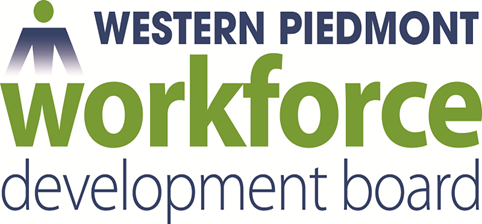 WESTERN PIEDMONT
workforce
development board